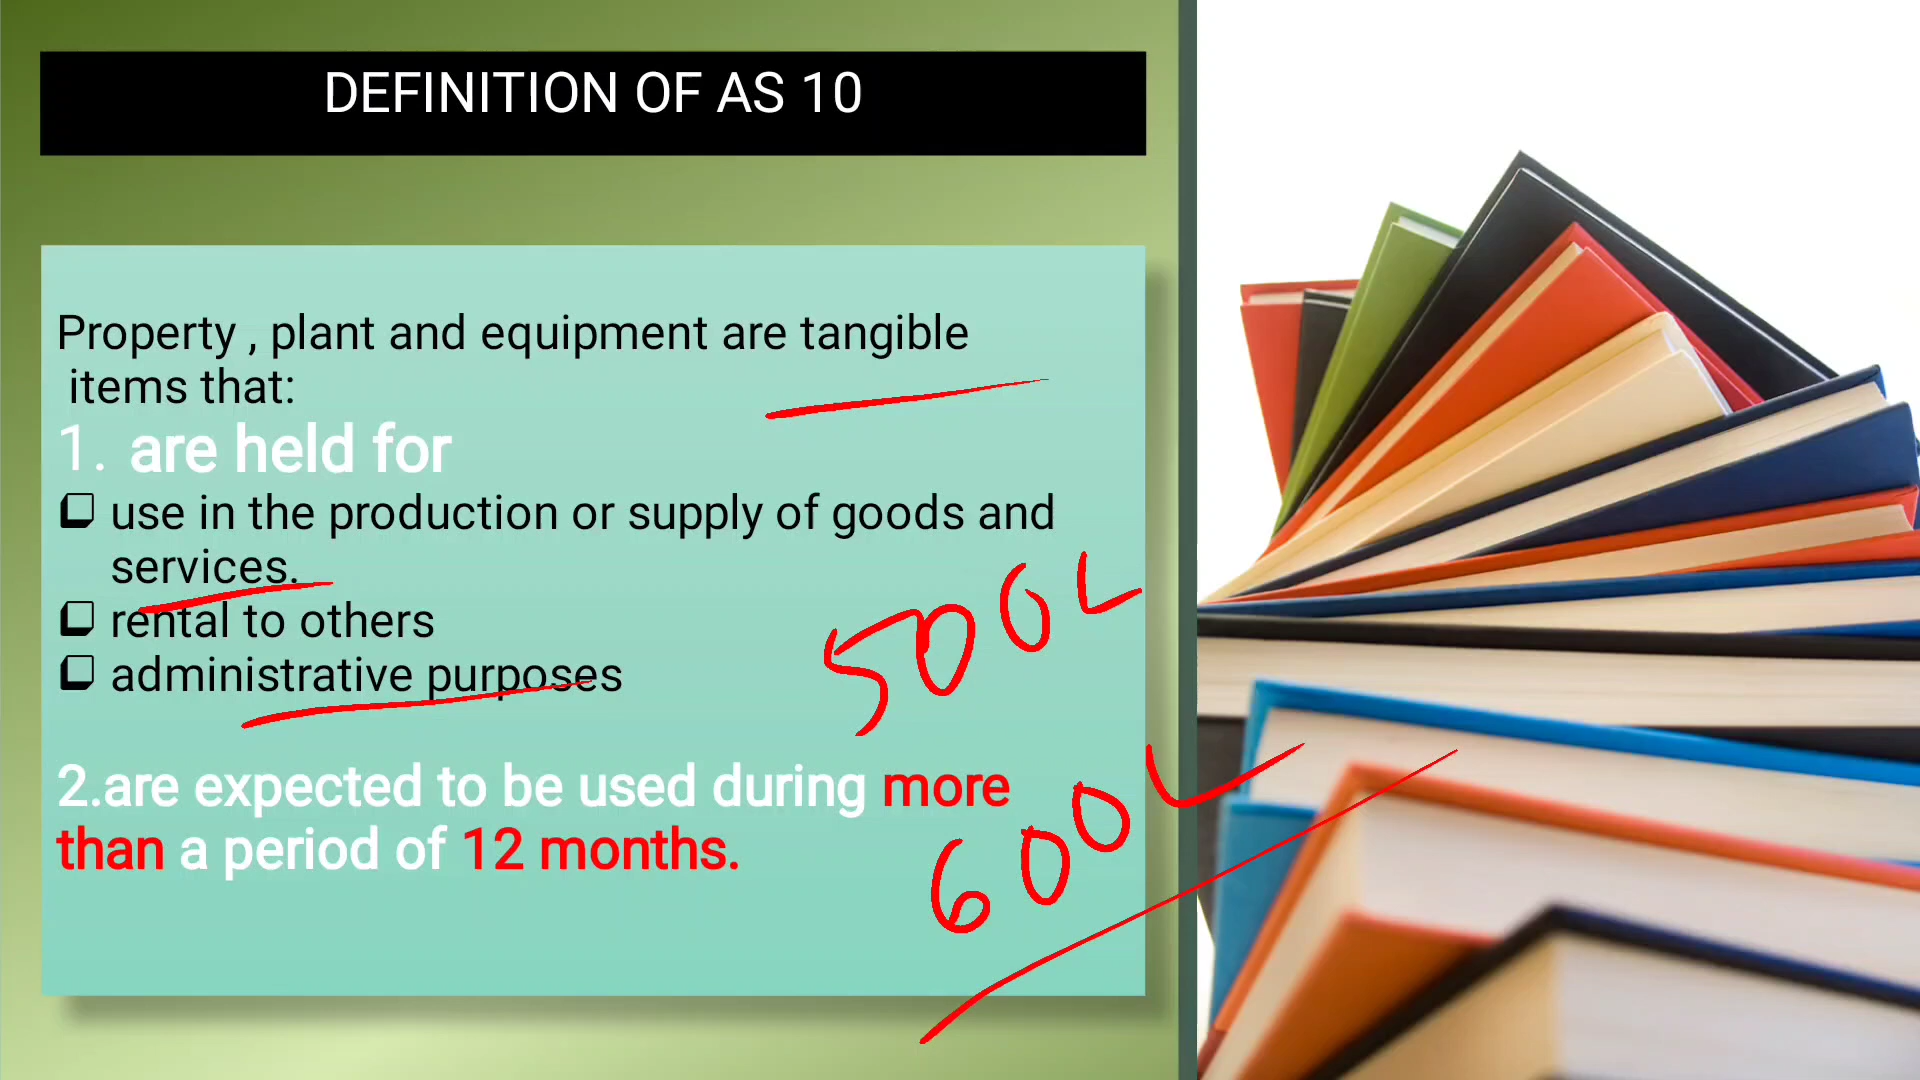 DEFINITION OF AS 10
Property , plant and equipment are tangible
items that:
1. are held for
❑ use in the production or supply of goods and
services.
❑ rental to others
❑ administrative purposes
500L
2.are expected to be used during more
than a period of 12 months.
600L